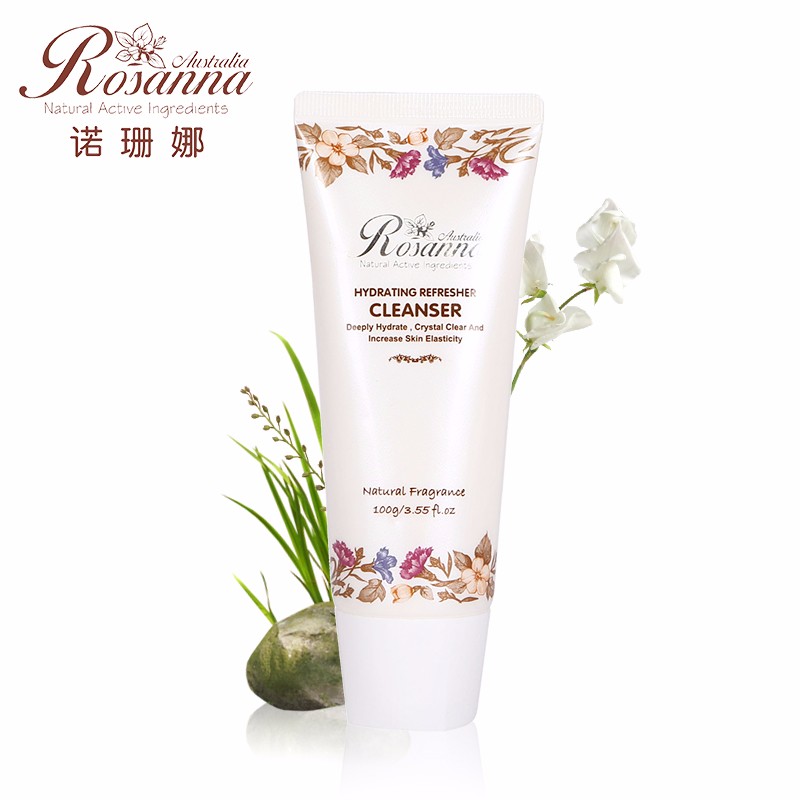 Australia
Rosanna
Natural Active Ingredients
诺珊娜
Australia
Rosanna
Natural Active Ingredients
HYDRATING REFRESHER
CLEANSER
Deeply Hydrate , Crystal Clear And
Increase Skin Elasticity
Natural Fragrance
100g/3.55 fl.oz